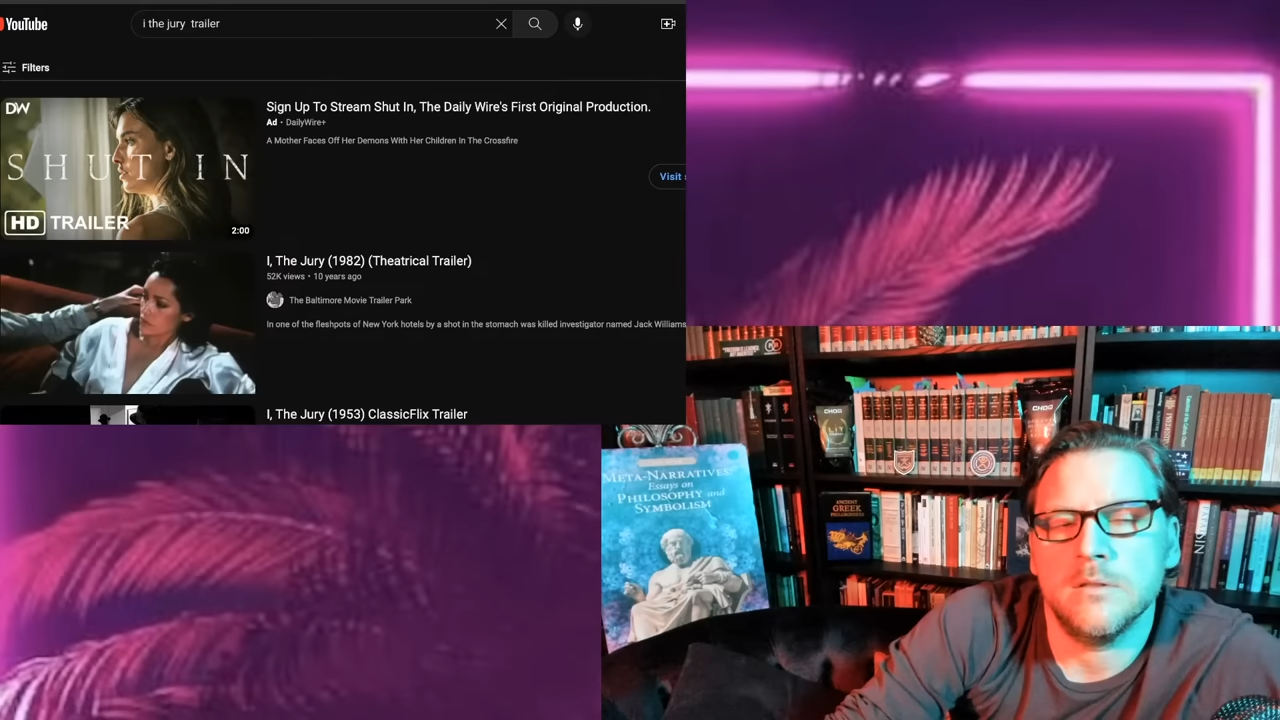 YouTube
i the jury trailer
Filters
DW
SHUT IN
HD TRAILER
2:00
Sign Up To Stream Shut In, The Daily Wire's First Original Production.
Ad · DailyWire+
A Mother Faces Off Her Demons With Her Children In The Crossfire
Visit
I, The Jury (1982) (Theatrical Trailer)
52K views · 10 years ago
The Baltimore Movie Trailer Park
In one of the fleshpots of New York hotels by a shot in the stomach was killed investigator named Jack Williams
I, The Jury (1953) ClassicFlix Trailer
META-NARRATIVES:
Essays on
PHILOSOPHY and
SYMBOLISM
CHOQ
CHOQ
ANCIENT
GREEK
PHILOSOPHERS